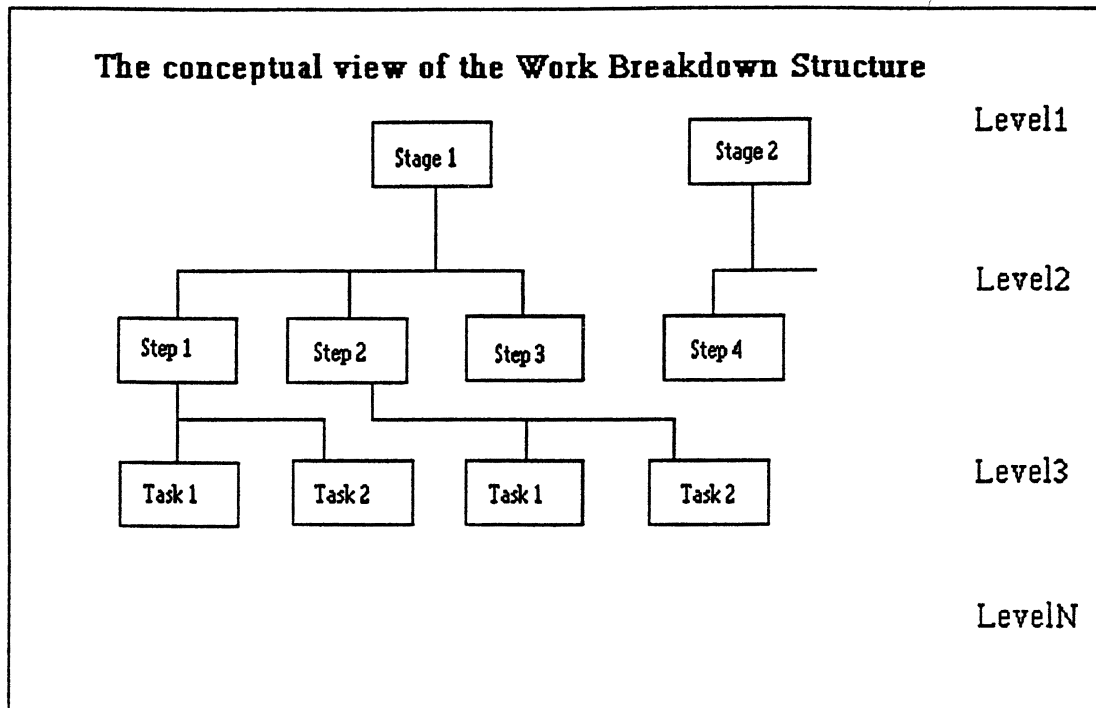 The conceptual view of the Work Breakdown Structure
Level1
Stage 1
Stage 2
Level2
Step 1
Step 2
Step 3
Step 4
Level3
Task 1
Task 2
Task 1
Task 2
LevelN